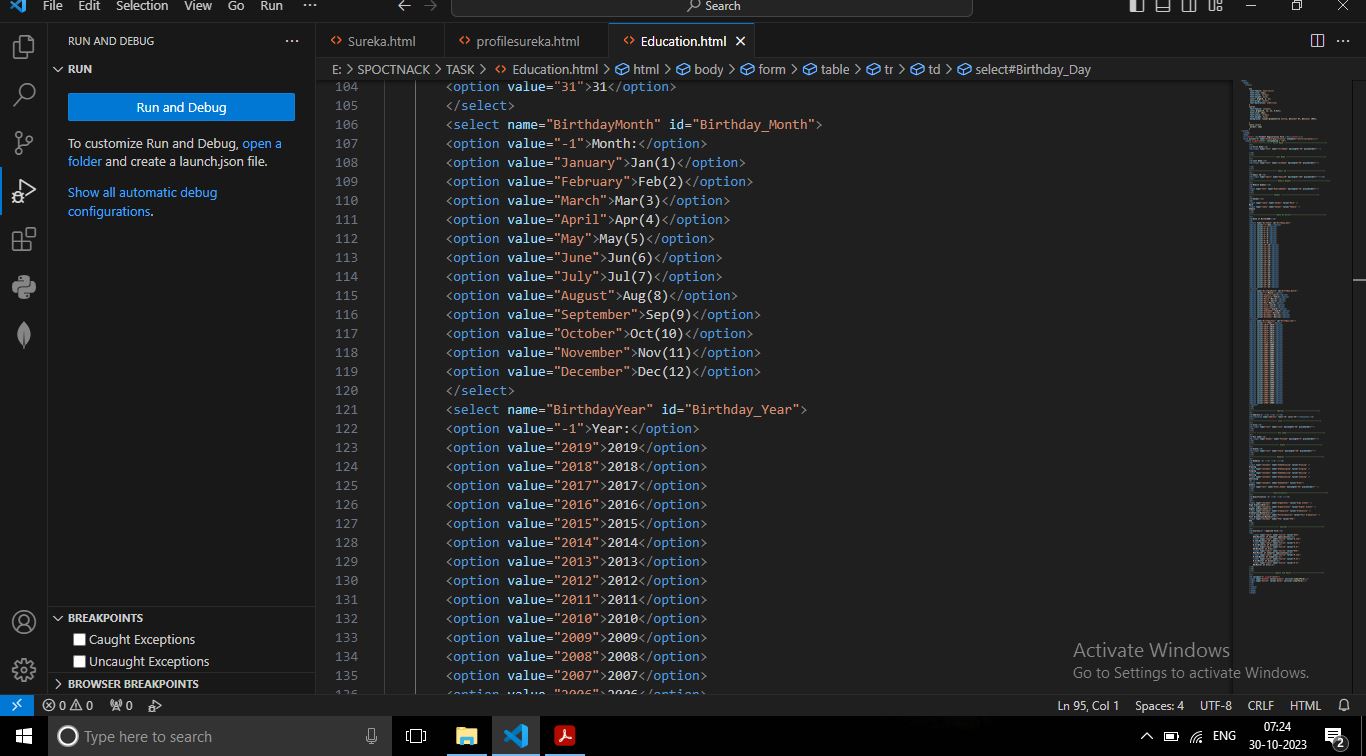 File Edit Selection View Go Run ··· Search
RUN AND DEBUG ···
Sureka.html profilesureka.html Education.html
E: > SPOCTNACK > TASK > Education.html > html > body > form > table > tr > td > select#Birthday_Day
RUN
Run and Debug
To customize Run and Debug, open a
folder and create a launch.json file.
Show all automatic debug
configurations.
104 <option value="31">31</option>
105 </select>
106 <select name="BirthdayMonth" id="Birthday_Month">
107 <option value="-1">Month:</option>
108 <option value="January">Jan(1)</option>
109 <option value="February">Feb(2)</option>
110 <option value="March">Mar(3)</option>
111 <option value="April">Apr(4)</option>
112 <option value="May">May(5)</option>
113 <option value="June">Jun(6)</option>
114 <option value="July">Jul(7)</option>
115 <option value="August">Aug(8)</option>
116 <option value="September">Sep(9)</option>
117 <option value="October">Oct(10)</option>
118 <option value="November">Nov(11)</option>
119 <option value="December">Dec(12)</option>
120 </select>
121 <select name="BirthdayYear" id="Birthday_Year">
122 <option value="-1">Year:</option>
123 <option value="2019">2019</option>
124 <option value="2018">2018</option>
125 <option value="2017">2017</option>
126 <option value="2016">2016</option>
127 <option value="2015">2015</option>
128 <option value="2014">2014</option>
129 <option value="2013">2013</option>
130 <option value="2012">2012</option>
131 <option value="2011">2011</option>
132 <option value="2010">2010</option>
133 <option value="2009">2009</option>
134 <option value="2008">2008</option>
135 <option value="2007">2007</option>
136 <option value="2006">2006</option>
BREAKPOINTS
Caught Exceptions
Uncaught Exceptions
BROWSER BREAKPOINTS
Activate Windows
Go to Settings to activate Windows.
0 0 0 Ln 95, Col 1 Spaces: 4 UTF-8 CRLF HTML
Type here to search
ENG
07:24
30-10-2023
2